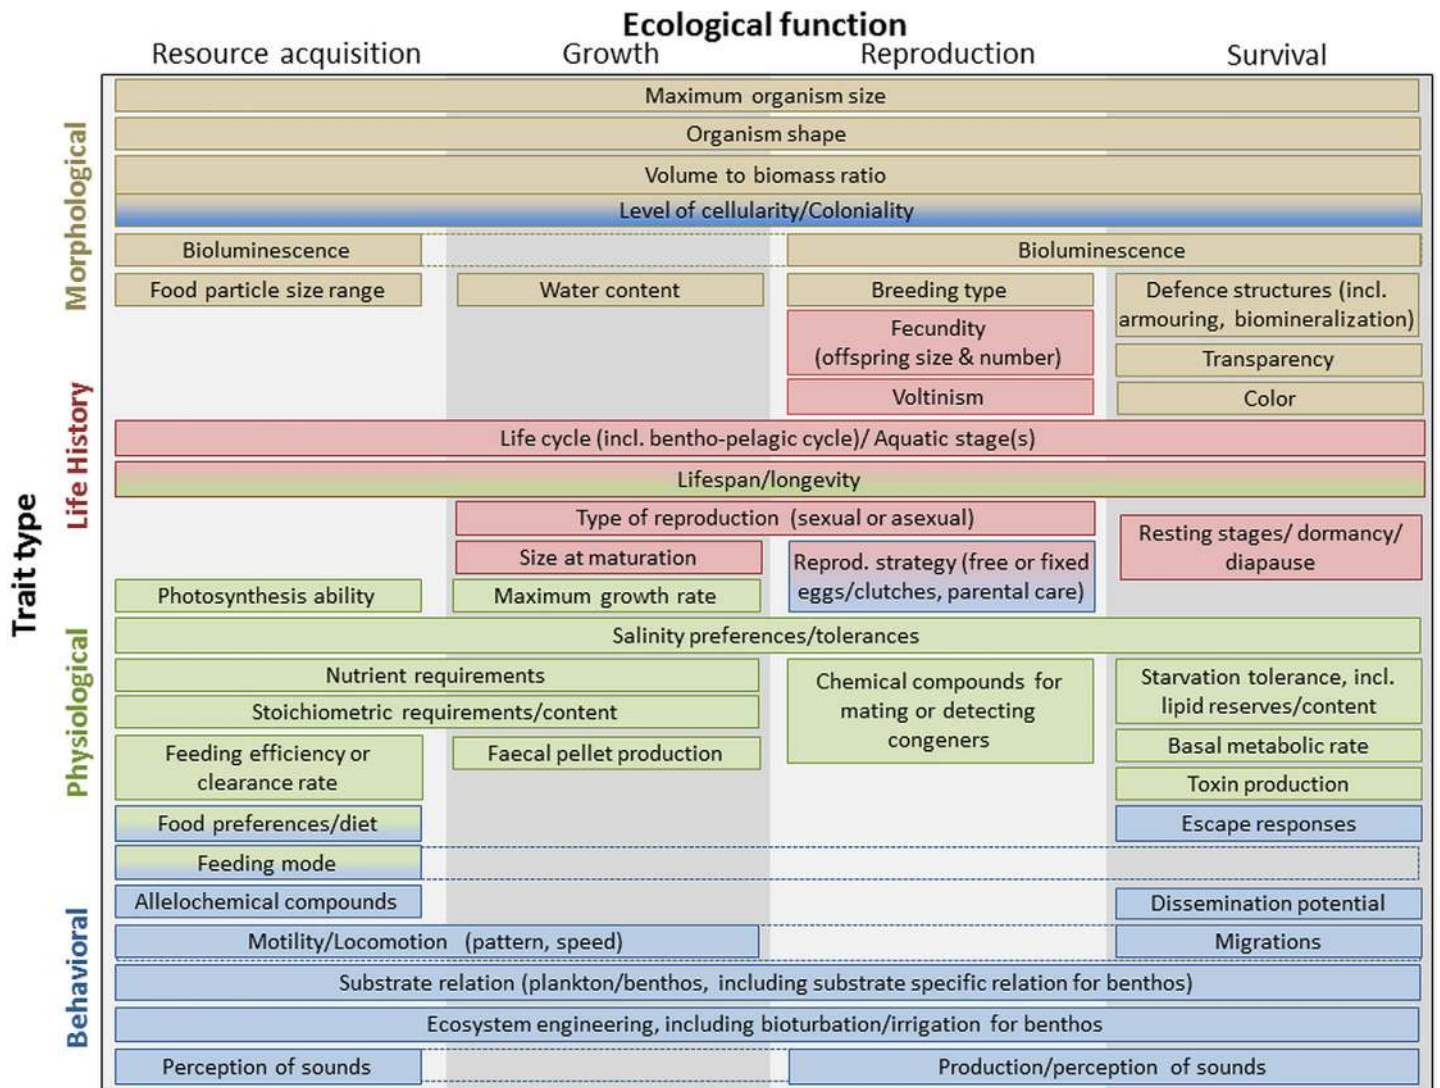 Ecological function
Resource acquisition Growth Reproduction Survival
Trait type
Morphological
Maximum organism size
Organism shape
Volume to biomass ratio
Level of cellularity/Coloniality
Bioluminescence Bioluminescence
Food particle size range Water content Breeding type
Defence structures (incl.
armouring, biomineralization)
Fecundity
(offspring size & number)
Transparency
Voltinism Color
Life History
Life cycle (incl. bentho-pelagic cycle)/ Aquatic stage(s)
Lifespan/longevity
Type of reproduction (sexual or asexual)
Resting stages/ dormancy/
diapause
Size at maturation
Reprod. strategy (free or fixed
eggs/clutches, parental care)
Photosynthesis ability Maximum growth rate
Physiological
Salinity preferences/tolerances
Nutrient requirements
Stoichiometric requirements/content
Chemical compounds for
mating or detecting
congeners
Starvation tolerance, incl.
lipid reserves/content
Feeding efficiency or
clearance rate
Faecal pellet production
Basal metabolic rate
Toxin production
Food preferences/diet Escape responses
Feeding mode
Behavioral
Allelochemical compounds Dissemination potential
Motility/Locomotion (pattern, speed) Migrations
Substrate relation (plankton/benthos, including substrate specific relation for benthos)
Ecosystem engineering, including bioturbation/irrigation for benthos
Perception of sounds Production/perception of sounds